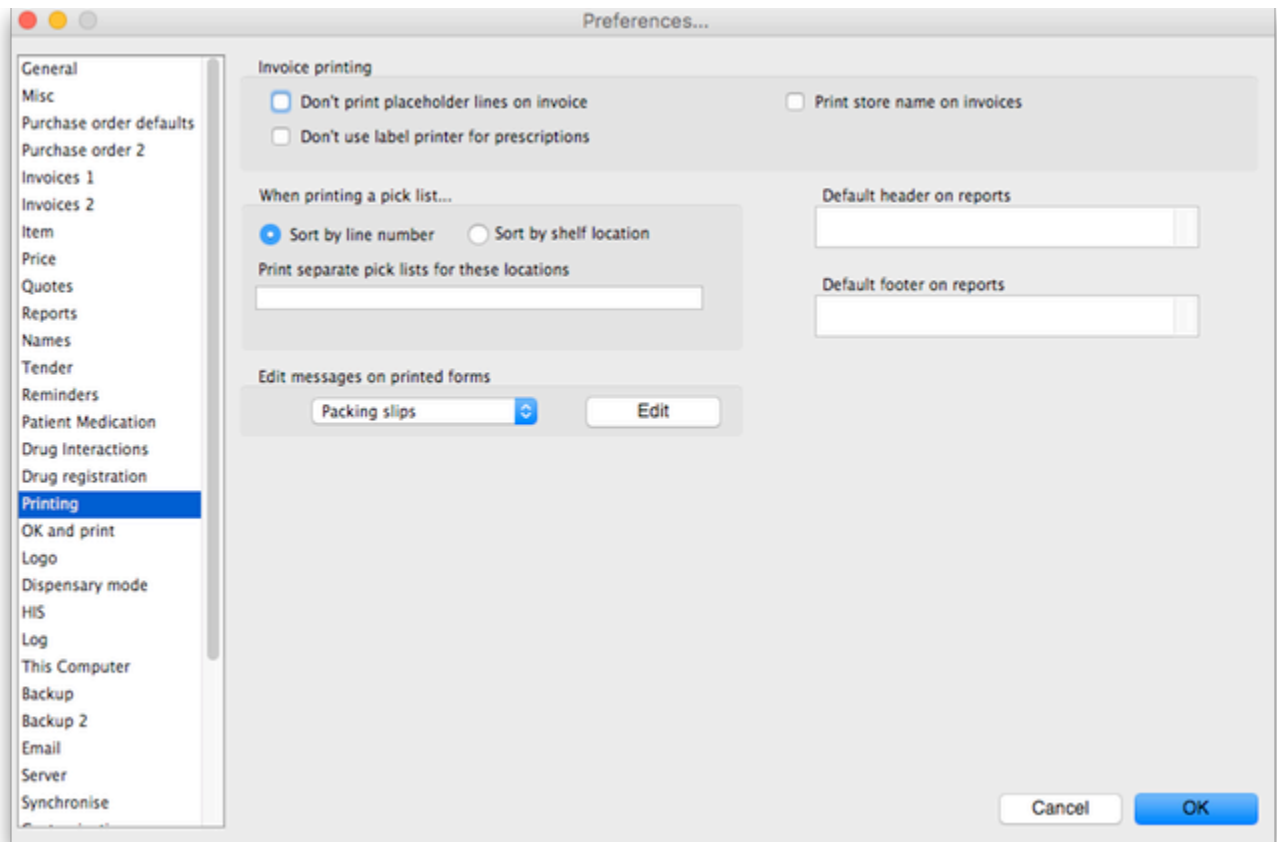 Preferences...
General
Misc
Purchase order defaults
Purchase order 2
Invoices 1
Invoices 2
Item
Price
Quotes
Reports
Names
Tender
Reminders
Patient Medication
Drug Interactions
Drug registration
Printing
OK and print
Logo
Dispensary mode
HIS
Log
This Computer
Backup
Backup 2
Email
Server
Synchronise
Invoice printing
Don't print placeholder lines on invoice
Print store name on invoices
Don't use label printer for prescriptions
When printing a pick list...
Sort by line number
Sort by shelf location
Print separate pick lists for these locations
Default header on reports
Default footer on reports
Edit messages on printed forms
Packing slips
Edit
Cancel
OK